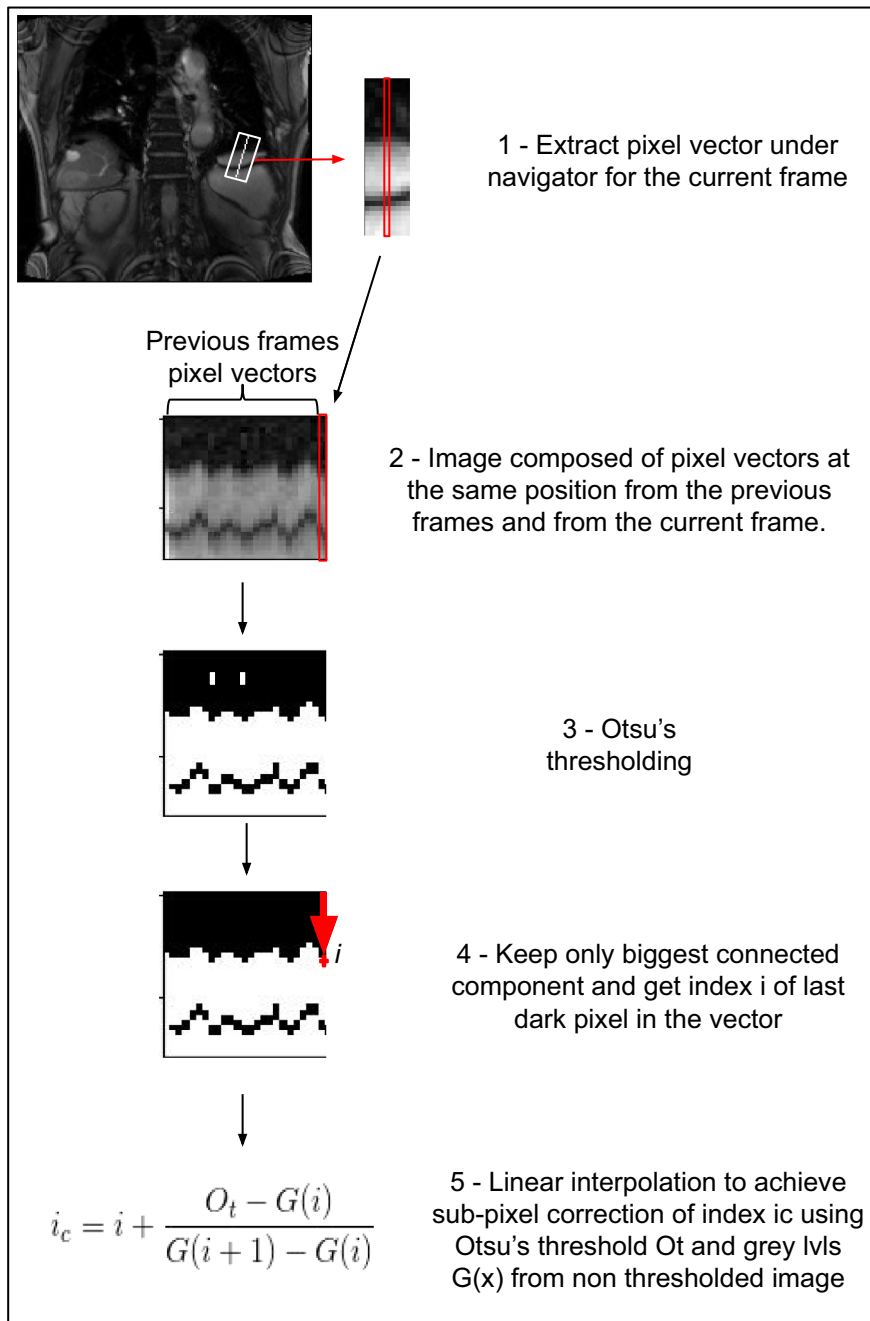 1 - Extract pixel vector under
navigator for the current frame
Previous frames
pixel vectors
2 - Image composed of pixel vectors at
the same position from the previous
frames and from the current frame.
3 - Otsu's
thresholding
i
4 - Keep only biggest connected
component and get index i of last
dark pixel in the vector
i_c = i + \frac{O_t - G(i)}{G(i+1) - G(i)}
5 - Linear interpolation to achieve
sub-pixel correction of index ic using
Otsu's threshold Ot and grey lvls
G(x) from non thresholded image